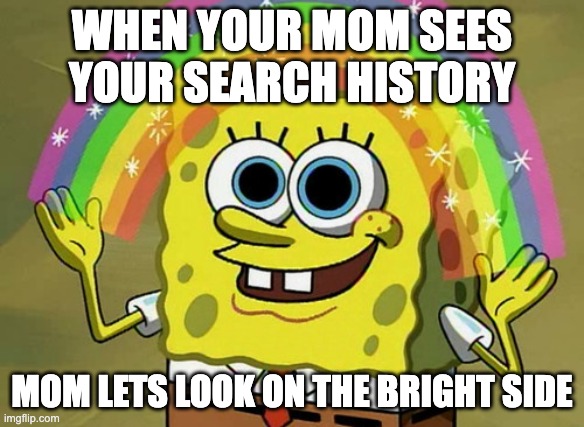 WHEN YOUR MOM SEES
YOUR SEARCH HISTORY
MOM LETS LOOK ON THE BRIGHT SIDE
imgflip.com